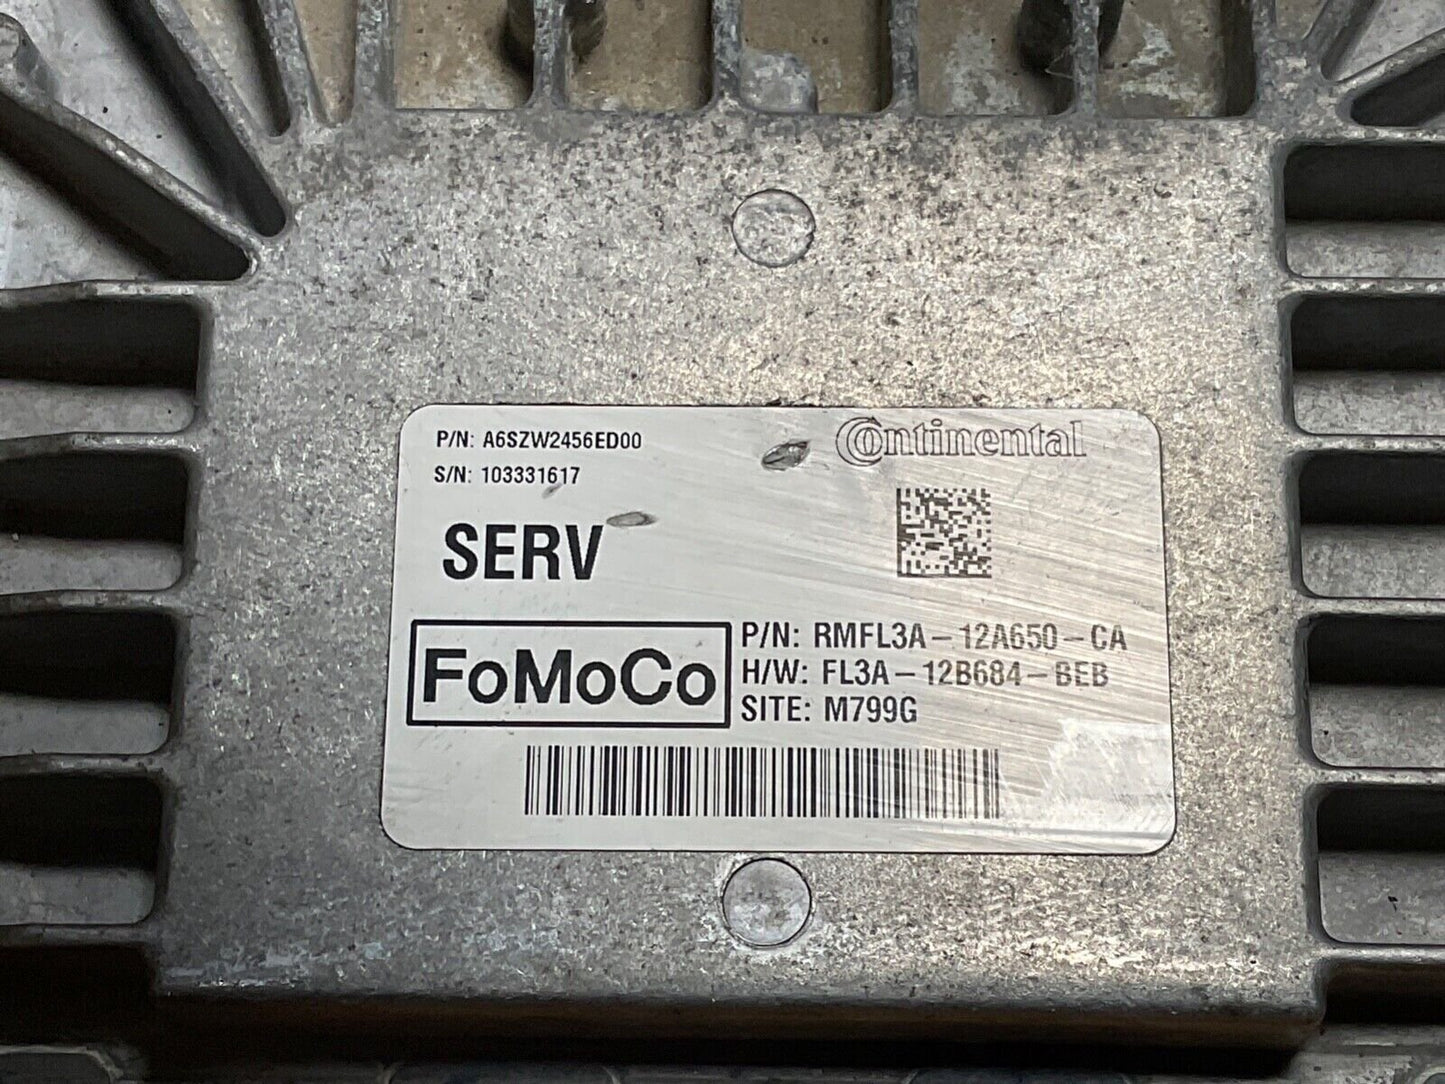 P/N: A6SZW2456ED00
Continental
S/N: 103331617
SERV
FoMoCo
P/N: RMFL3A-12A650-CA
H/W: FL3A-12B684-BEB
SITE: M799G